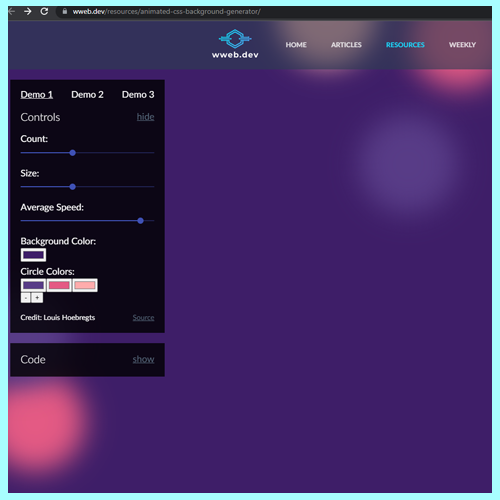 wweb.dev/resources/animated-css-background-generator/
wweb.dev
HOME ARTICLES RESOURCES WEEKLY
Demo 1 Demo 2 Demo 3
Controls hide
Count:
Size:
Average Speed:
Background Color:
Circle Colors:
- +
Credit: Louis Hoebregts Source
Code show